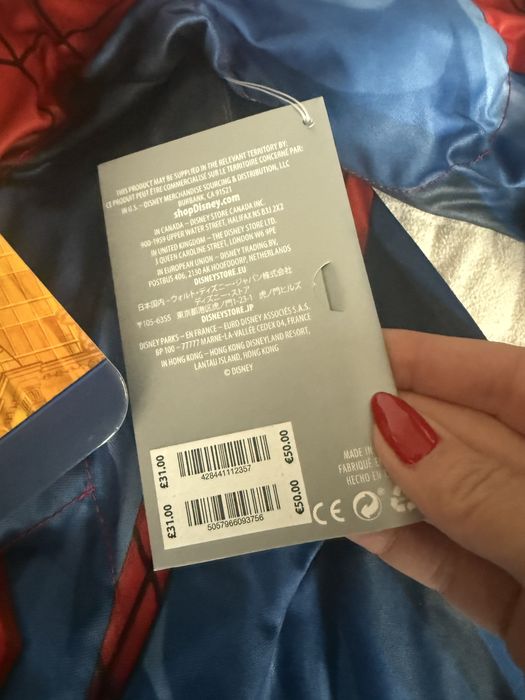 THIS PRODUCT MAY BE SUPPLIED IN THE RELEVANT TERRITORY BY:
CE PRODUIT PEUT ÊTRE COMMERCIALISE SUR LE TERRITOIRE CONCERNÉ PAR:
IN U.S. – DISNEY MERCHANDISE SOURCING & DISTRIBUTION, LLC
BURBANK, CA 91521
shopDisney.com
IN CANADA – DISNEY STORE CANADA INC.
900-1959 UPPER WATER STREET, HALIFAX NS B3J 2X2
IN UNITED KINGDOM – THE DISNEY STORE LTD.
3 QUEEN CAROLINE STREET, LONDON W6 9PE
IN EUROPEAN UNION – DISNEY TRADING BV,
POSTBUS 406, 2130 AK HOOFDDORP, NETHERLANDS
DISNEYSTORE.EU
日本国内 – ウォルト・ディズニー・ジャパン株式会社
ディズニーストア
〒105-6355 東京都港区虎ノ門1-23-1 虎ノ門ヒルズ
DISNEYSTORE.JP
DISNEY PARKS – EN FRANCE – EURO DISNEY ASSOCIÉS S.A.S.
BP 100 – 77777 MARNE-LA-VALLÉE CEDEX 04, FRANCE
IN HONG KONG – HONG KONG DISNEYLAND RESORT,
LANTAU ISLAND, HONG KONG
© DISNEY
£31.00
428441112357
€50.00
£31.00
5057966093756
€50.00
MADE IN
FABRIQUÉ E
HECHO EN
CE